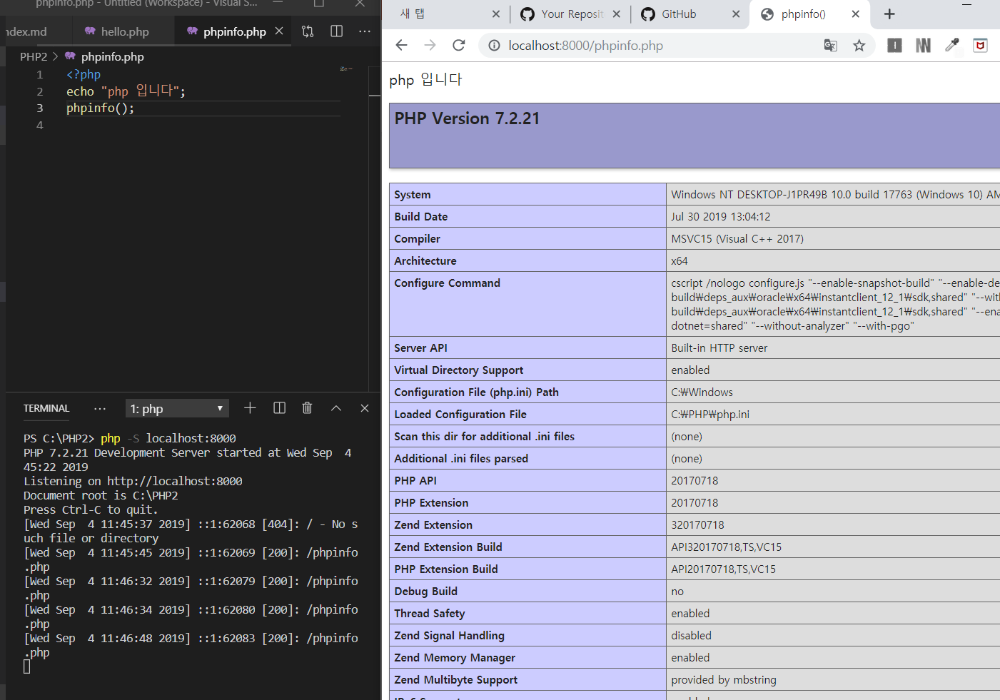 phpinfo.php - Untitled (Workspace) - Visual S...
ndex.md
hello.php
phpinfo.php
PHP2 > phpinfo.php
1 <?php
2 echo "php 입니다";
3 phpinfo();
4
TERMINAL
1: php
PS C:\PHP2> php -S localhost:8000
PHP 7.2.21 Development Server started at Wed Sep  4
45:22 2019
Listening on http://localhost:8000
Document root is C:\PHP2
Press Ctrl-C to quit.
[Wed Sep  4 11:45:37 2019] ::1:62068 [404]: / - No s
uch file or directory
[Wed Sep  4 11:45:45 2019] ::1:62069 [200]: /phpinfo
.php
[Wed Sep  4 11:46:32 2019] ::1:62079 [200]: /phpinfo
.php
[Wed Sep  4 11:46:34 2019] ::1:62080 [200]: /phpinfo
.php
[Wed Sep  4 11:46:48 2019] ::1:62083 [200]: /phpinfo
.php
새 탭
Your Reposit
GitHub
phpinfo()
localhost:8000/phpinfo.php
php 입니다
PHP Version 7.2.21
System Windows NT DESKTOP-J1PR49B 10.0 build 17763 (Windows 10) AM
Build Date Jul 30 2019 13:04:12
Compiler MSVC15 (Visual C++ 2017)
Architecture x64
Configure Command cscript /nologo configure.js "--enable-snapshot-build" "--enable-de
build₩deps_aux₩oracle₩x64₩instantclient_12_1₩sdk,shared" "--with
build₩deps_aux₩oracle₩x64₩instantclient_12_1₩sdk,shared" "--ena
dotnet=shared" "--without-analyzer" "--with-pgo"
Server API Built-in HTTP server
Virtual Directory Support enabled
Configuration File (php.ini) Path C:₩Windows
Loaded Configuration File C:₩PHP₩php.ini
Scan this dir for additional .ini files (none)
Additional .ini files parsed (none)
PHP API 20170718
PHP Extension 20170718
Zend Extension 320170718
Zend Extension Build API320170718,TS,VC15
PHP Extension Build API20170718,TS,VC15
Debug Build no
Thread Safety enabled
Zend Signal Handling disabled
Zend Memory Manager enabled
Zend Multibyte Support provided by mbstring